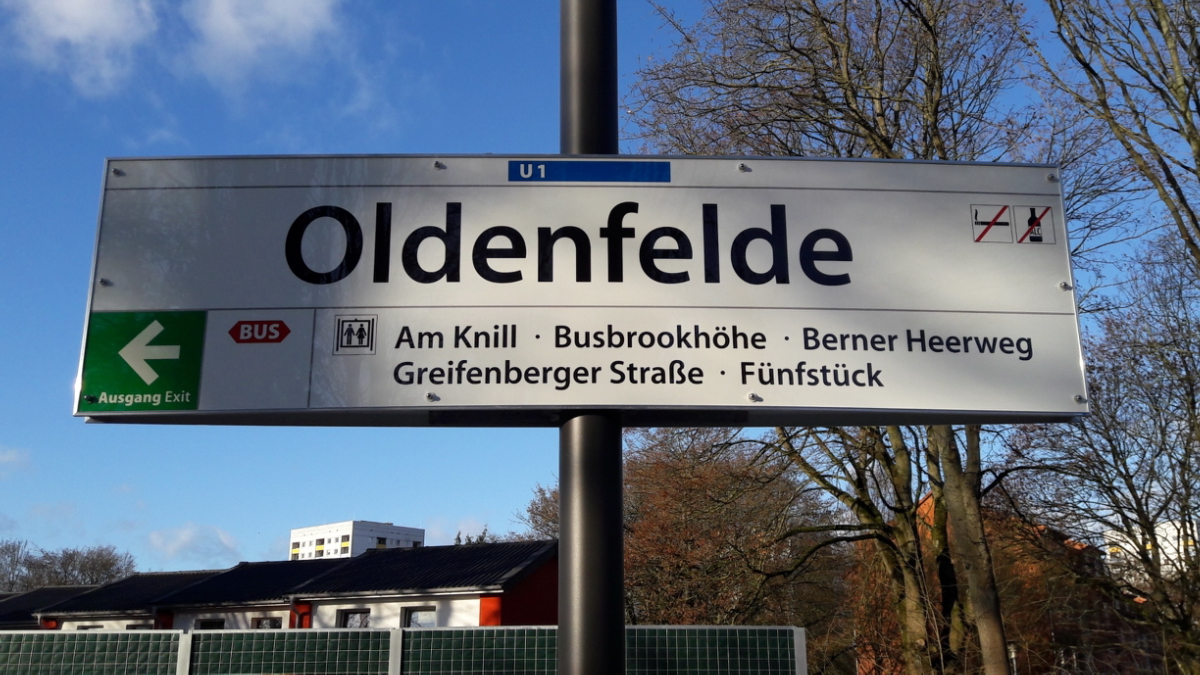 U1
Oldenfelde
BUS
Am Knill · Busbrookhöhe · Berner Heerweg
Greifenberger Straße · Fünfstück
Ausgang Exit